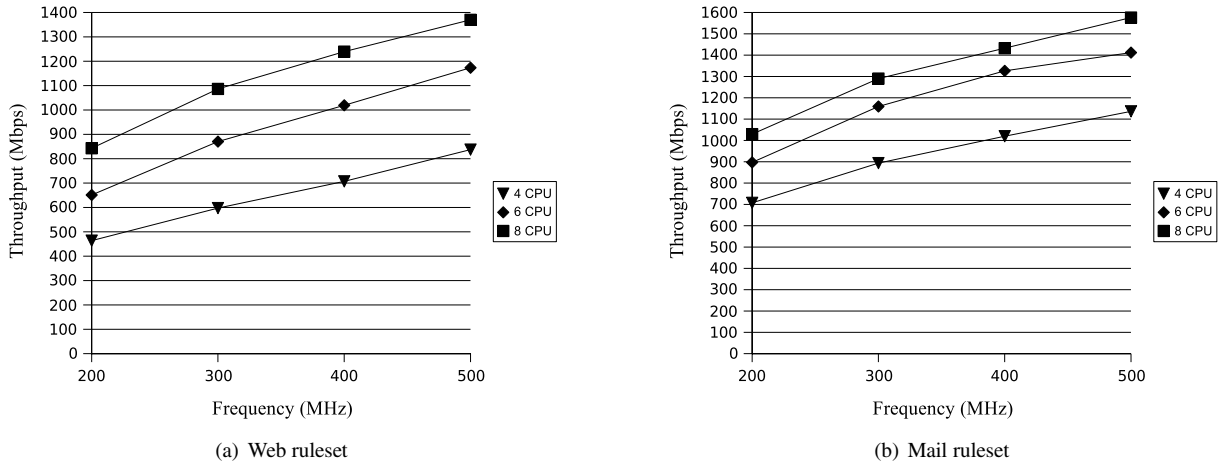 1400
1300
1200
1100
1000
900
800
700
600
500
400
300
200
100
0
Throughput (Mbps)
200 300 400 500
Frequency (MHz)
4 CPU
6 CPU
8 CPU
(a) Web ruleset
1600
1500
1400
1300
1200
1100
1000
900
800
700
600
500
400
300
200
100
0
Throughput (Mbps)
200 300 400 500
Frequency (MHz)
4 CPU
6 CPU
8 CPU
(b) Mail ruleset